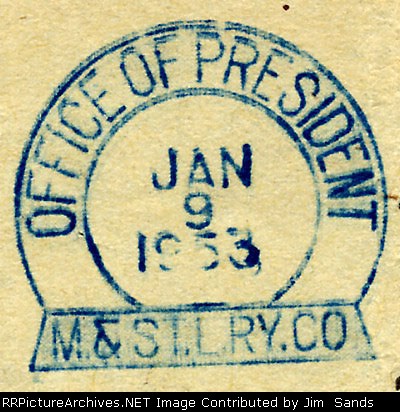 OFFICE OF PRESIDENT
JAN
9
1953
M. & ST. L. RY. CO
RRPictureArchives.NET Image Contributed by Jim Sands